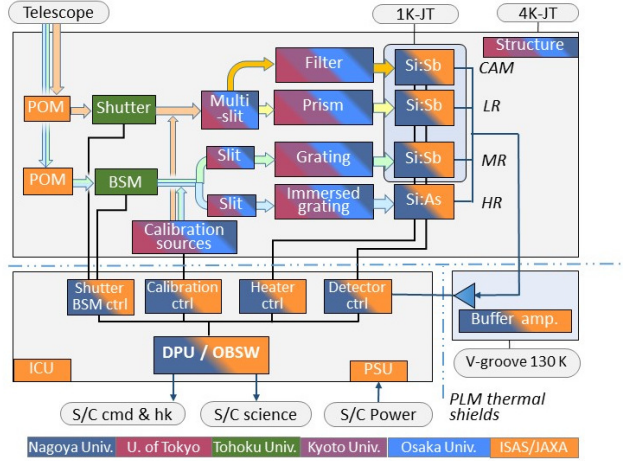 Telescope
1K-JT
4K-JT
Structure
Filter
Si:Sb
CAM
POM
Shutter
Multi
-slit
Prism
Si:Sb
LR
Slit
Grating
Si:Sb
MR
POM
BSM
Slit
Immersed
grating
Si:As
HR
Calibration
sources
Shutter
BSM ctrl
Calibration
ctrl
Heater
ctrl
Detector
ctrl
Buffer amp.
DPU / OBSW
ICU
PSU
V-groove 130 K
S/C cmd & hk
S/C science
S/C Power
PLM thermal
shields
Nagoya Univ.
U. of Tokyo
Tohoku Univ.
Kyoto Univ.
Osaka Univ.
ISAS/JAXA